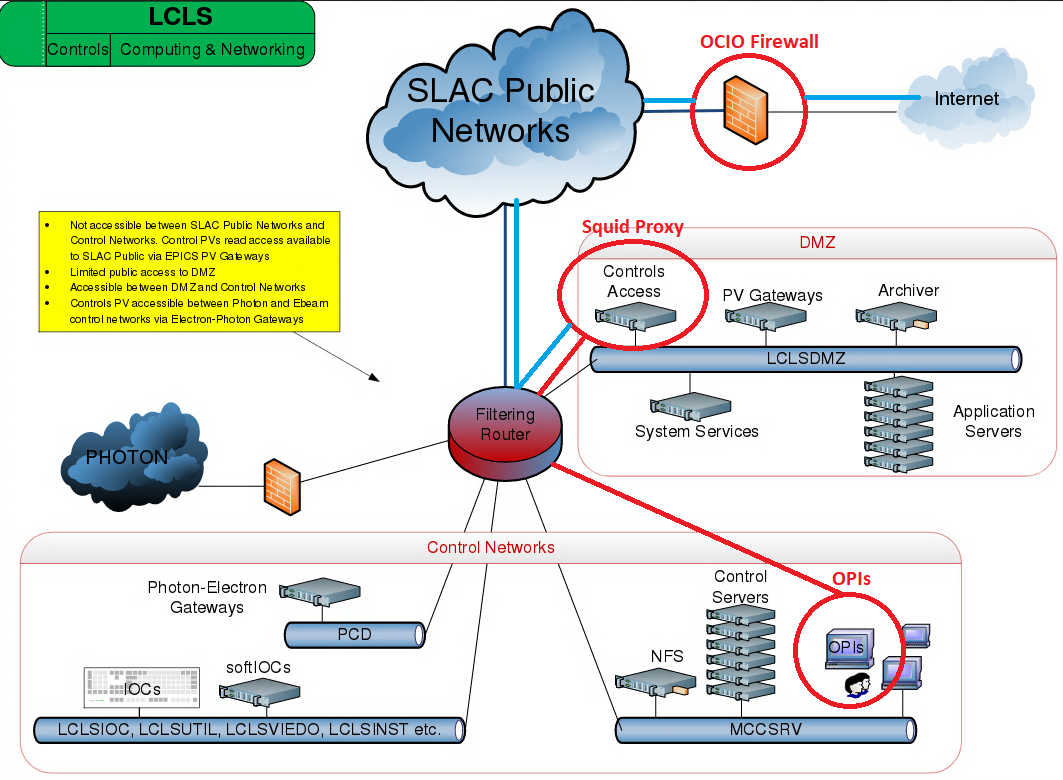 LCLS
Controls
Computing & Networking
OCIO Firewall
SLAC Public
Networks
Internet
• Not accessible between SLAC Public Networks and
Control Networks. Control PVs read access available
to SLAC Public via EPICS PV Gateways
• Limited public access to DMZ
• Accessible between DMZand Control Networks
• Controls PV accessible between Photon and Ebeam
control networks via Electron-Photon Gateways
Squid Proxy
DMZ
Controls
Access
PV Gateways
Archiver
LCLSDMZ
System Services
Application
Servers
Filtering
Router
PHOTON
Control Networks
Photon-Electron
Gateways
PCD
IOCs
softIOCs
LCLSIOC, LCLSUTIL, LCLSVIEDO, LCLSINST etc.
Control
Servers
OPIs
OPIs
NFS
MCCSRV